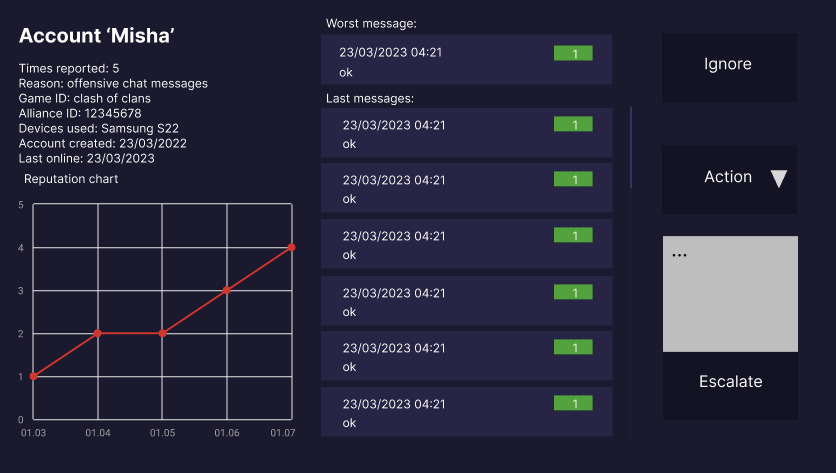 Account ‘Misha’
Times reported: 5
Reason: offensive chat messages
Game ID: clash of clans
Alliance ID: 12345678
Devices used: Samsung S22
Account created: 23/03/2022
Last online: 23/03/2023
Reputation chart
5
4
3
2
1
0
01.03 01.04 01.05 01.06 01.07
Worst message:
23/03/2023 04:21 1
ok
Last messages:
23/03/2023 04:21 1
ok
23/03/2023 04:21 1
ok
23/03/2023 04:21 1
ok
23/03/2023 04:21 1
ok
23/03/2023 04:21 1
ok
23/03/2023 04:21 1
ok
Ignore
Action
...
Escalate